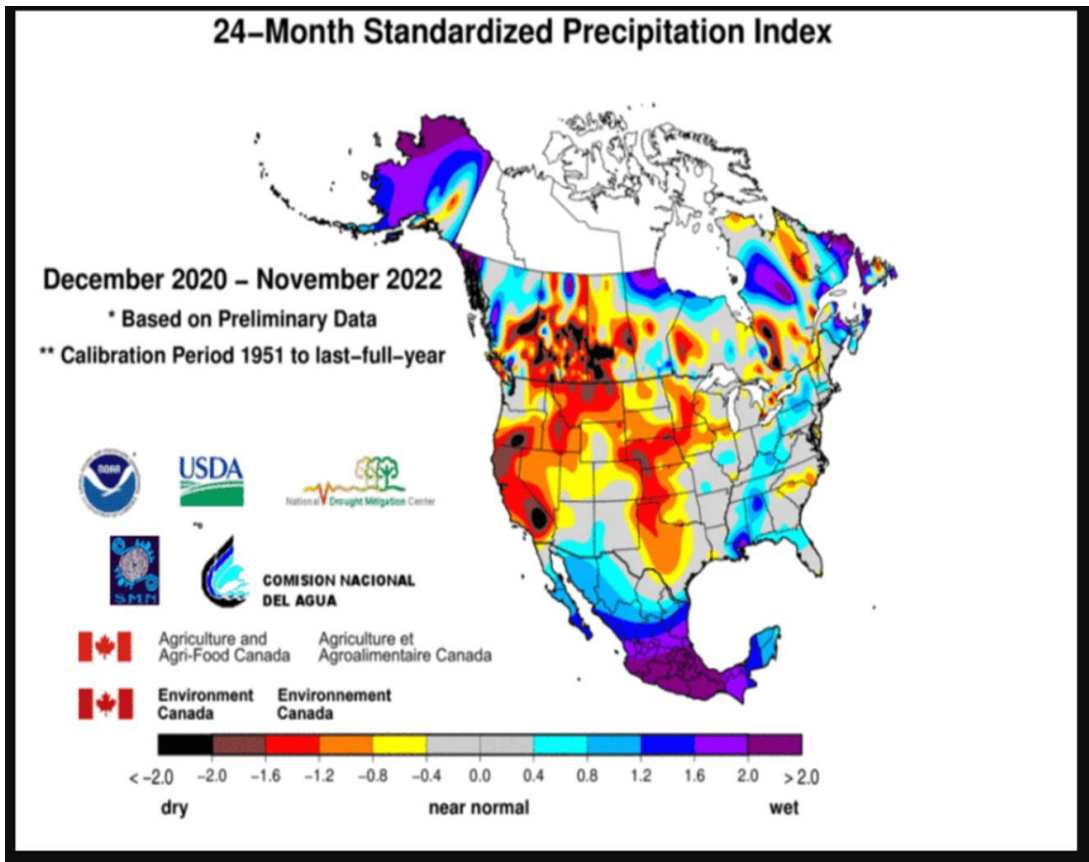 24–Month Standardized Precipitation Index
December 2020 – November 2022
* Based on Preliminary Data
** Calibration Period 1951 to last–full–year
NOAA
USDA
National Drought Mitigation Center
SMN
COMISION NACIONAL
DEL AGUA
Agriculture and Agriculture et
Agri-Food Canada Agroalimentaire Canada
Environment Environnement
Canada Canada
< –2.0 –2.0 –1.6 –1.2 –0.8 –0.4 0.0 0.4 0.8 1.2 1.6 2.0 > 2.0
dry near normal wet